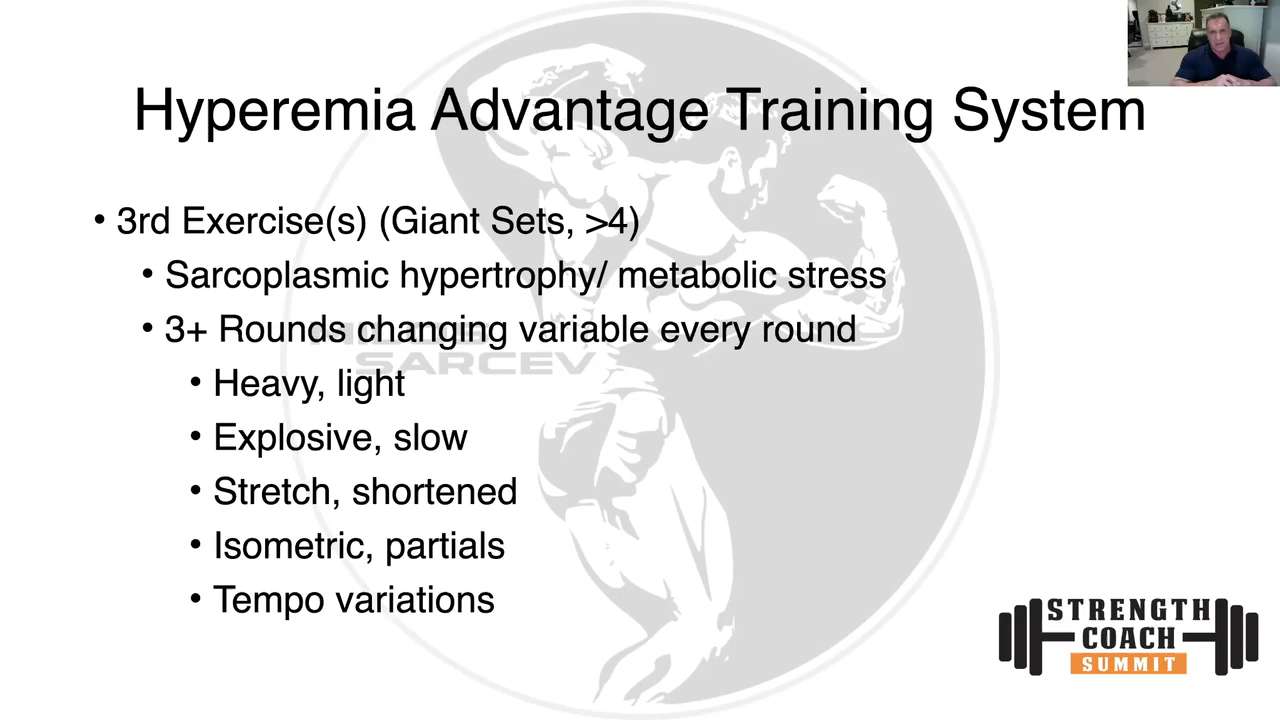 Hyperemia Advantage Training System
• 3rd Exercise(s) (Giant Sets, >4)
• Sarcoplasmic hypertrophy/ metabolic stress
• 3+ Rounds changing variable every round
SARCEV
• Heavy, light
• Explosive, slow
• Stretch, shortened
• Isometric, partials
• Tempo variations
STRENGTH
COACH
SUMMIT